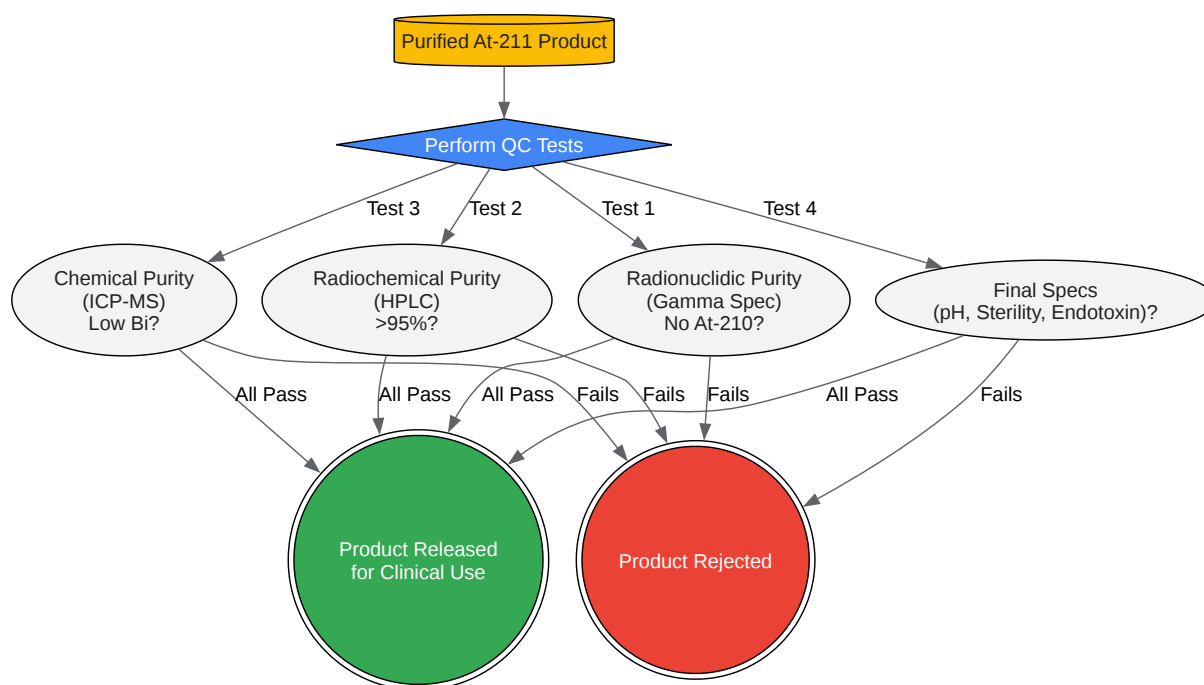 Purified At-211 Product
Perform QC Tests
Test 3
Test 2
Test 1
Test 4
Chemical Purity
(ICP-MS)
Low Bi?
Radiochemical Purity
(HPLC)
>95%?
Radionuclidic Purity
(Gamma Spec)
No At-210?
Final Specs
(pH, Sterility, Endotoxin)?
All Pass
All Pass
All Pass
Fails
Fails
Fails
All Pass
Fails
Product Released
for Clinical Use
Product Rejected